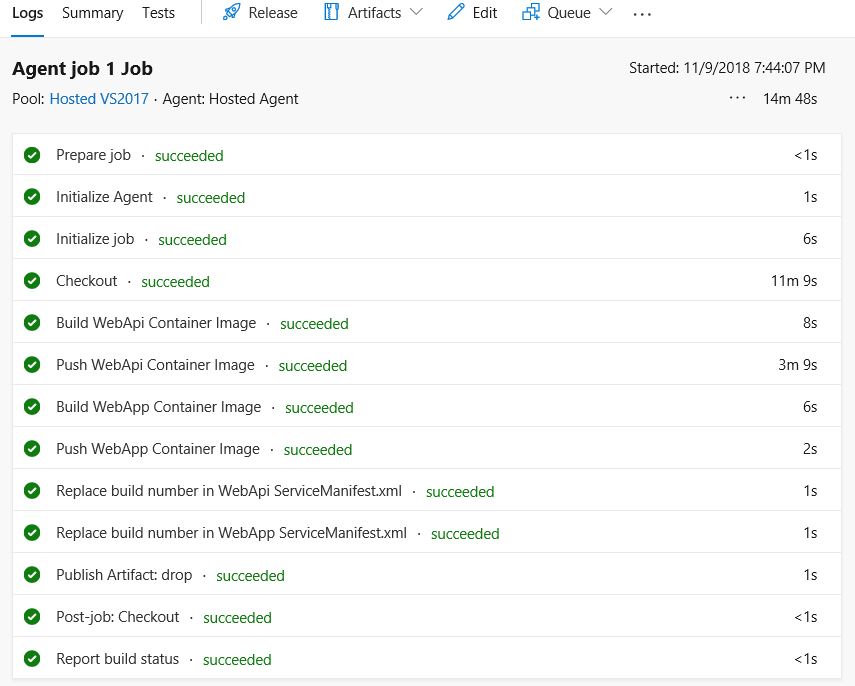 Logs Summary Tests Release Artifacts Edit Queue ...
Agent job 1 Job Started: 11/9/2018 7:44:07 PM
Pool: Hosted VS2017 · Agent: Hosted Agent ... 14m 48s
Prepare job · succeeded <1s
Initialize Agent · succeeded 1s
Initialize job · succeeded 6s
Checkout · succeeded 11m 9s
Build WebApi Container Image · succeeded 8s
Push WebApi Container Image · succeeded 3m 9s
Build WebApp Container Image · succeeded 6s
Push WebApp Container Image · succeeded 2s
Replace build number in WebApi ServiceManifest.xml · succeeded 1s
Replace build number in WebApp ServiceManifest.xml · succeeded 1s
Publish Artifact: drop · succeeded 1s
Post-job: Checkout · succeeded <1s
Report build status · succeeded <1s